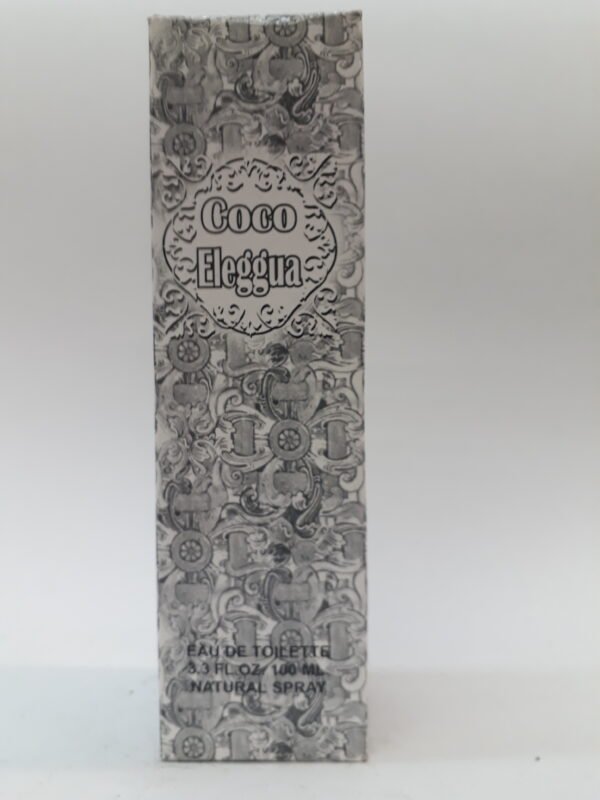 Coco
Eleggua
EAU DE TOILETTE
3.3 FL.OZ. 100 ML
NATURAL SPRAY